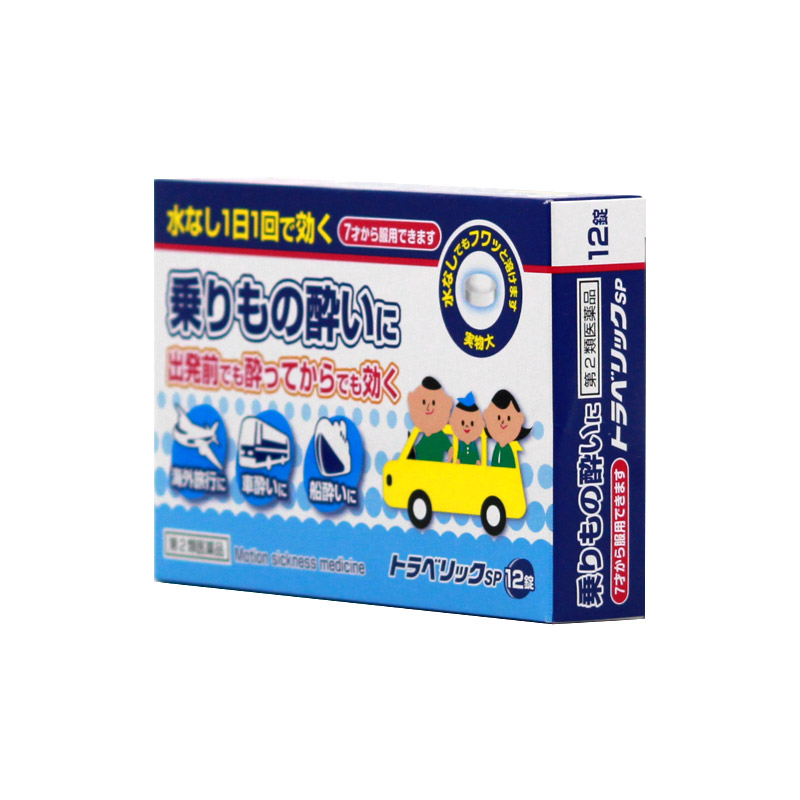 水なし1日1回で効く
7才から服用できます
水なしでもフワッと溶けます
実物大
乗りもの酔いに
出発前でも酔ってからでも効く
海外旅行に
車酔いに
船酔いに
第2類医薬品
Motion sickness medicine
トラベリックSP 12錠
12錠
第2類医薬品
トラベリックSP
乗りもの酔いに
7才から服用できます